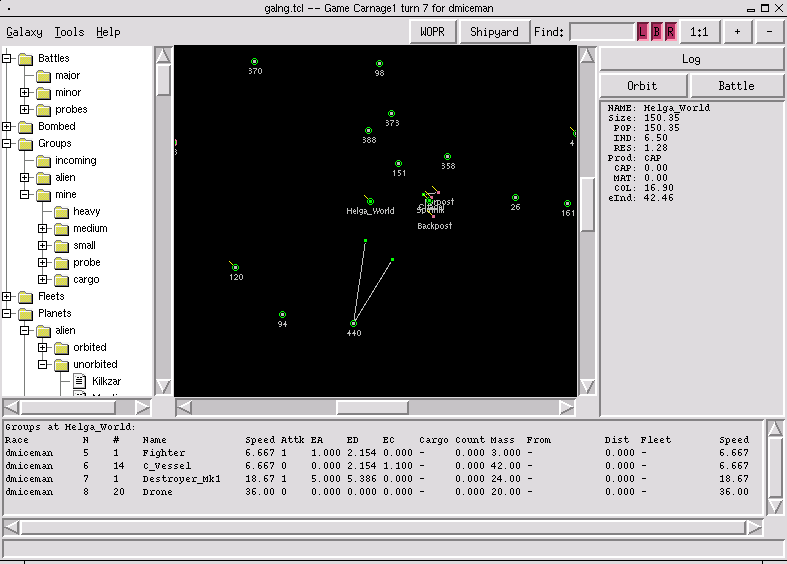 galng.tcl -- Game Carnage1 turn 7 for dmiceman
Galaxy Tools Help WOPR Shipyard Find: L B R 1:1 + -
Battles
major
minor
probes
Bombed
Groups
incoming
alien
mine
heavy
medium
small
probe
cargo
Fleets
Planets
alien
orbited
unorbited
Kilkzar
370
98
373
388
151
358
4
Helga_World
Backpost
26
161
120
94
440
Log
Orbit Battle
NAME: Helga_World
Size: 150.35
POP: 150.35
IND: 6.50
RES: 1.28
Prod: CAP
CAP: 0.00
MAT: 0.00
COL: 16.90
eInd: 42.46
Groups at Helga_World:
Race N # Name Speed Attk EA ED EC Cargo Count Mass From Dist Fleet Speed
dmiceman 5 1 Fighter 6.667 1 1.000 2.154 0.000 - 0.000 3.000 - 0.000 - 6.667
dmiceman 6 14 C_Vessel 6.667 0 0.000 2.154 1.100 - 0.000 42.00 - 0.000 - 6.667
dmiceman 7 1 Destroyer_Mk1 18.67 1 5.000 5.386 0.000 - 0.000 24.00 - 0.000 - 18.67
dmiceman 8 20 Drone 36.00 0 0.000 0.000 0.000 - 0.000 20.00 - 0.000 - 36.00